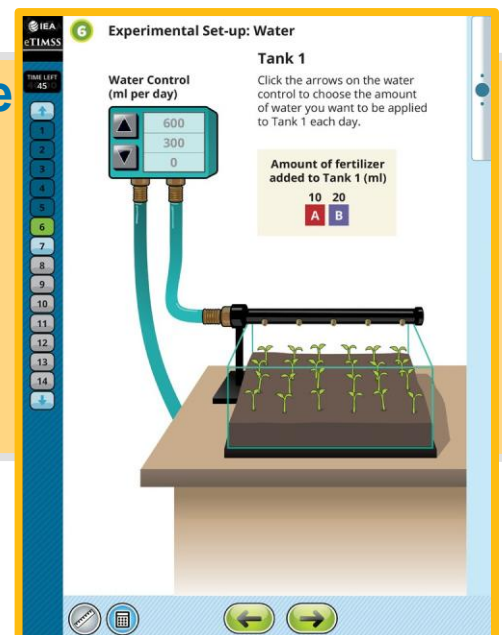 e
IEA
eTIMSS
6 Experimental Set-up: Water
TIME LEFT
45
1
2
3
4
5
6
7
8
9
10
11
12
13
14
Water Control
(ml per day)
600
300
0
Tank 1
Click the arrows on the water
control to choose the amount
of water you want to be applied
to Tank 1 each day.
Amount of fertilizer
added to Tank 1 (ml)
10 20
A B